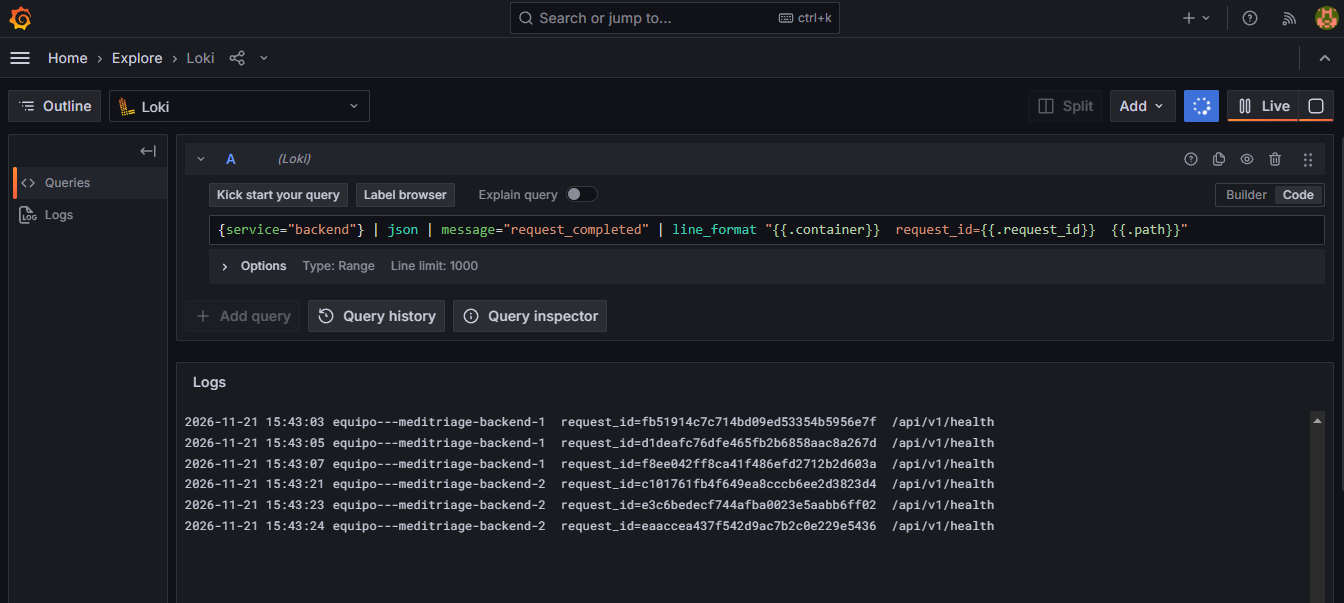 Search or jump to... ctrl+k
Home › Explore › Loki
Outline Loki Split Add Live
A (Loki)
Queries
Logs
Kick start your query Label browser Explain query Builder Code
{service="backend"} | json | message="request_completed" | line_format "{{.container}}  request_id={{.request_id}}  {{.path}}"
Options Type: Range Line limit: 1000
+ Add query Query history Query inspector
Logs
2026-11-21 15:43:03 equipo---meditriage-backend-1  request_id=fb51914c7c714bd09ed53354b5956e7f  /api/v1/health
2026-11-21 15:43:05 equipo---meditriage-backend-1  request_id=d1deafc76dfe465fb2b6858aac8a267d  /api/v1/health
2026-11-21 15:43:07 equipo---meditriage-backend-1  request_id=f8ee042ff8ca41f486efd2712b2d603a  /api/v1/health
2026-11-21 15:43:21 equipo---meditriage-backend-2  request_id=c101761fb4f649ea8cccb6ee2d3823d4  /api/v1/health
2026-11-21 15:43:23 equipo---meditriage-backend-2  request_id=e3c6bedecf744afba0023e5aabb6ff02  /api/v1/health
2026-11-21 15:43:24 equipo---meditriage-backend-2  request_id=eaaccea437f542d9ac7b2c0e229e5436  /api/v1/health